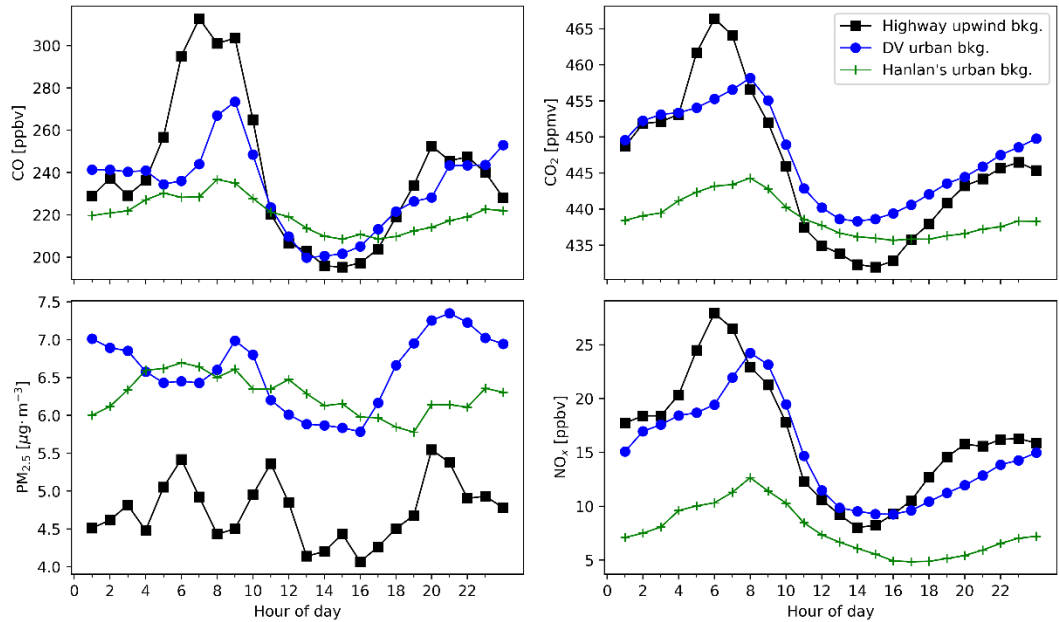 CO [ppbv]
300
280
260
240
220
200
CO₂ [ppmv]
465
460
455
450
445
440
435
Highway upwind bkg.
DV urban bkg.
Hanlan's urban bkg.
PM₂.₅ [μg·m⁻³]
7.5
7.0
6.5
6.0
5.5
5.0
4.5
4.0
0 2 4 6 8 10 12 14 16 18 20 22
Hour of day
NOₓ [ppbv]
25
20
15
10
5
0 2 4 6 8 10 12 14 16 18 20 22
Hour of day